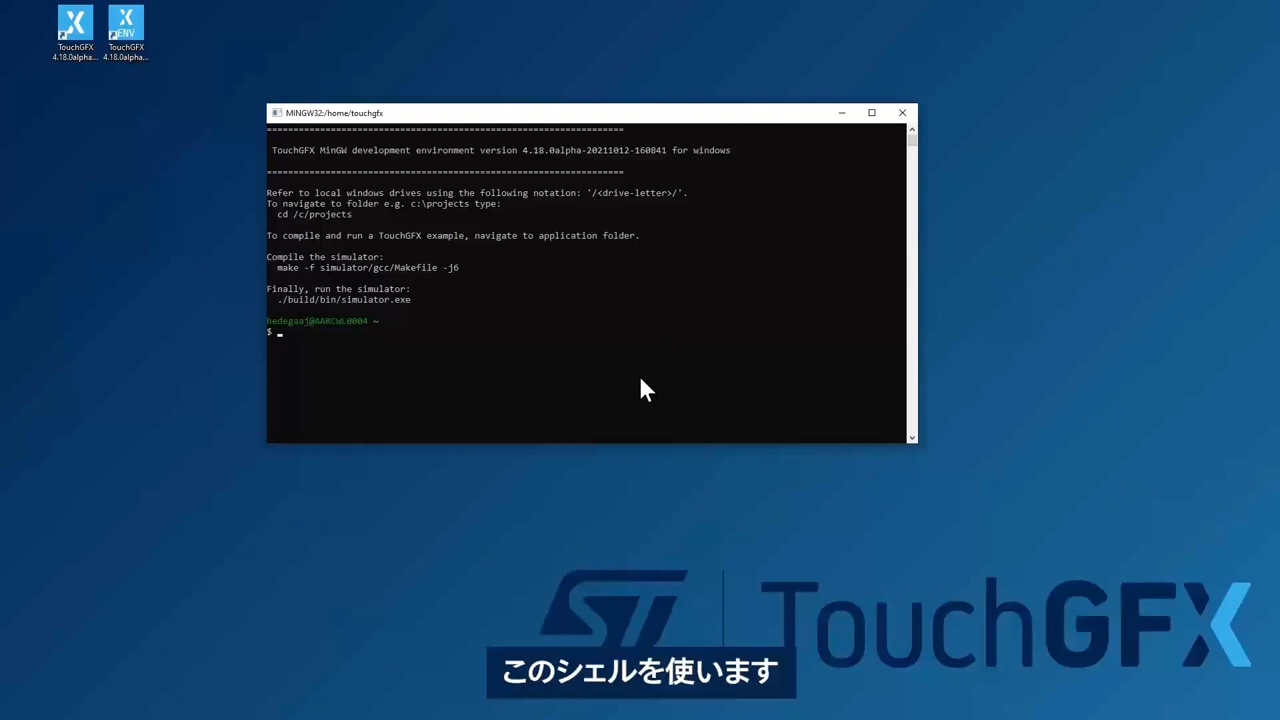 X
X
ENV
TouchGFX
4.18.0alpha...
TouchGFX
4.18.0alpha...
MINGW32:/home/touchgfx
===================================================================
TouchGFX MinGW development environment version 4.18.0alpha-20211012-160841 for windows
===================================================================
Refer to local windows drives using the following notation: '/<drive-letter>/'.
To navigate to folder e.g. c:\projects type:
cd /c/projects
To compile and run a TouchGFX example, navigate to application folder.
Compile the simulator:
make -f simulator/gcc/Makefile -j6
Finally, run the simulator:
./build/bin/simulator.exe
hedegaaj@AARCWL0004 ~
$ _
ST TouchGFX
このシェルを使います